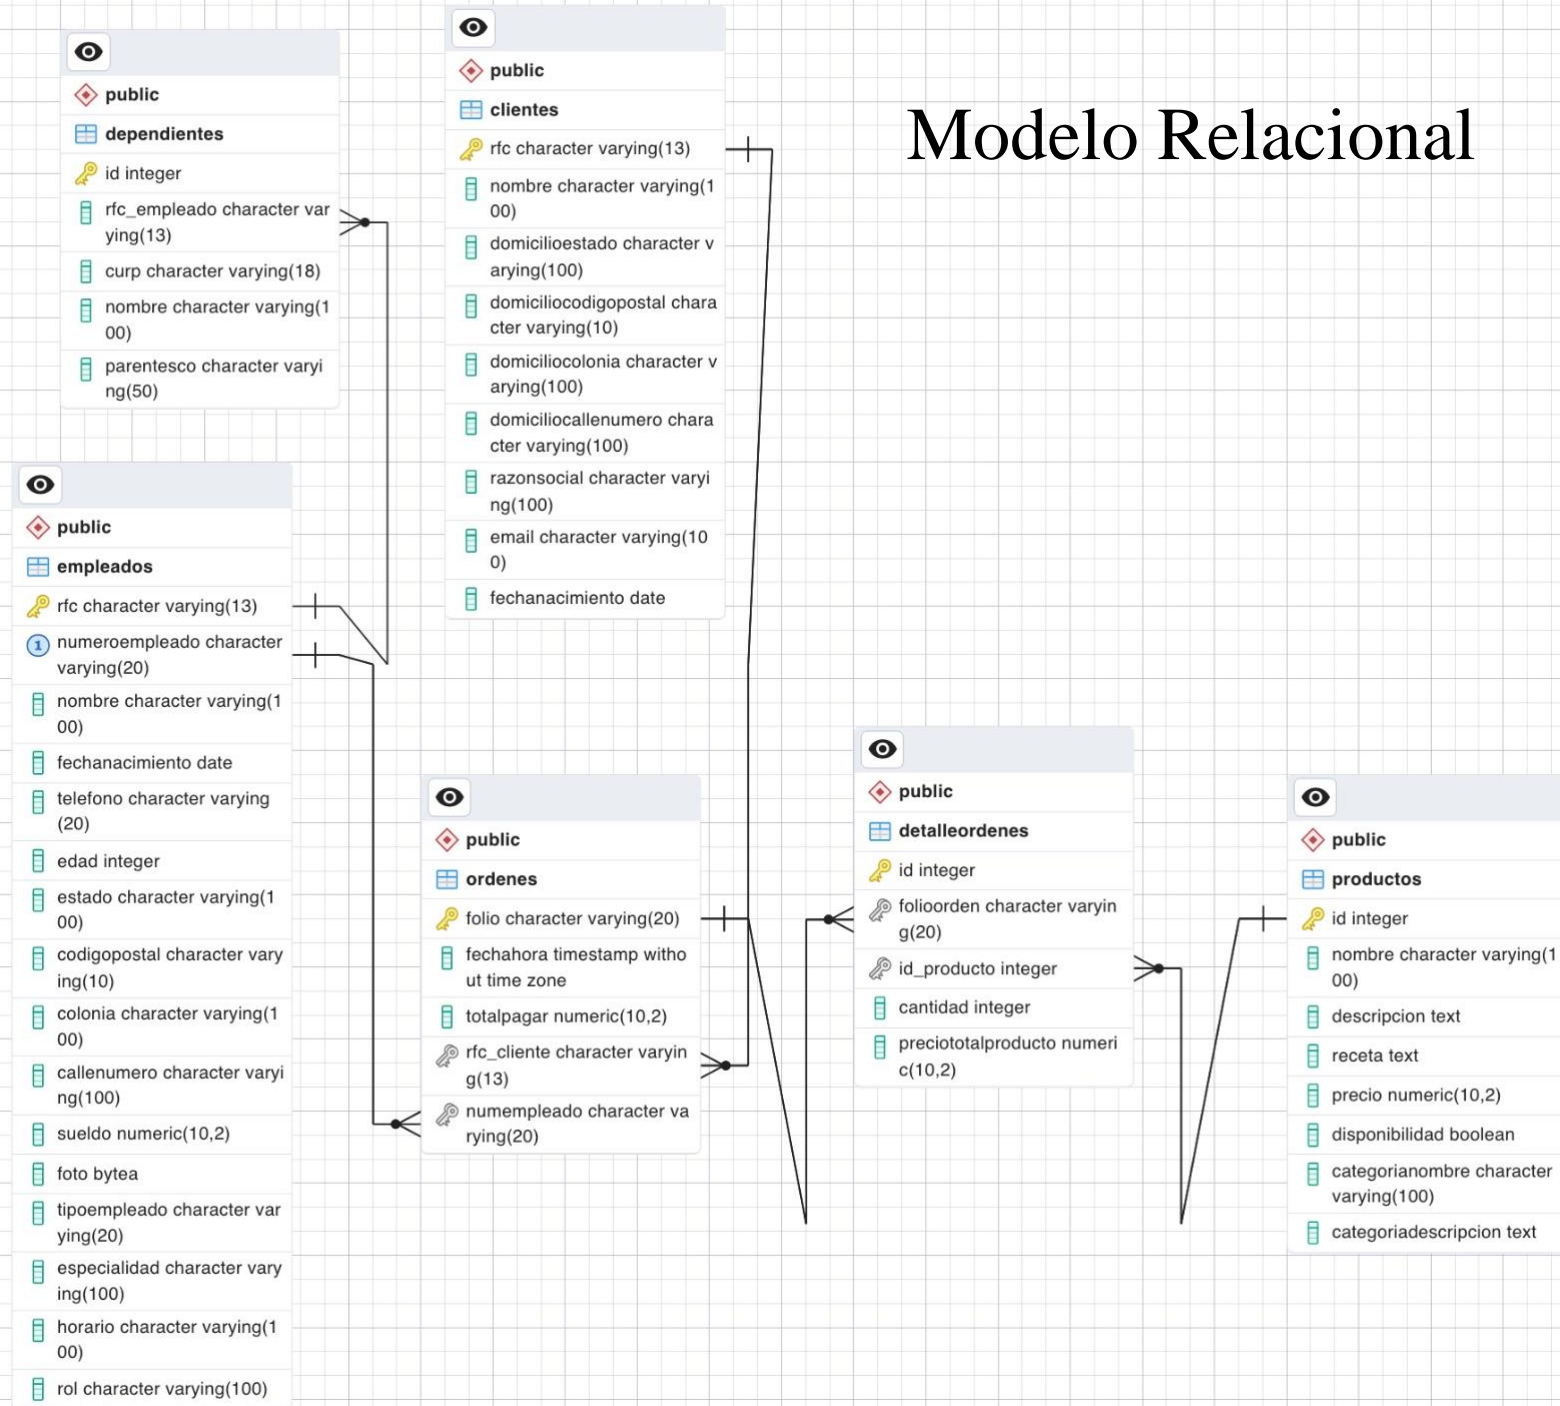 Modelo Relacional
public
dependientes
id integer
rfc_empleado character var
ying(13)
curp character varying(18)
nombre character varying(1
00)
parentesco character varyi
ng(50)
public
clientes
rfc character varying(13)
nombre character varying(1
00)
domicilioestado character v
arying(100)
domiciliocodigopostal chara
cter varying(10)
domiciliocolonia character v
arying(100)
domiciliocallenumero chara
cter varying(100)
razonsocial character varyi
ng(100)
email character varying(10
0)
fechanacimiento date
public
empleados
rfc character varying(13)
1
numeroempleado character
varying(20)
nombre character varying(1
00)
fechanacimiento date
telefono character varying
(20)
edad integer
estado character varying(1
00)
codigopostal character vary
ing(10)
colonia character varying(1
00)
callenumero character varyi
ng(100)
sueldo numeric(10,2)
foto bytea
tipoempleado character var
ying(20)
especialidad character vary
ing(100)
horario character varying(1
00)
rol character varying(100)
public
ordenes
folio character varying(20)
fechahora timestamp witho
ut time zone
totalpagar numeric(10,2)
rfc_cliente character varyin
g(13)
numempleado character va
rying(20)
public
detalleordenes
id integer
folioorden character varyin
g(20)
id_producto integer
cantidad integer
preciototalproducto numeri
c(10,2)
public
productos
id integer
nombre character varying(1
00)
descripcion text
receta text
precio numeric(10,2)
disponibilidad boolean
categorianombre character
varying(100)
categoriadescripcion text